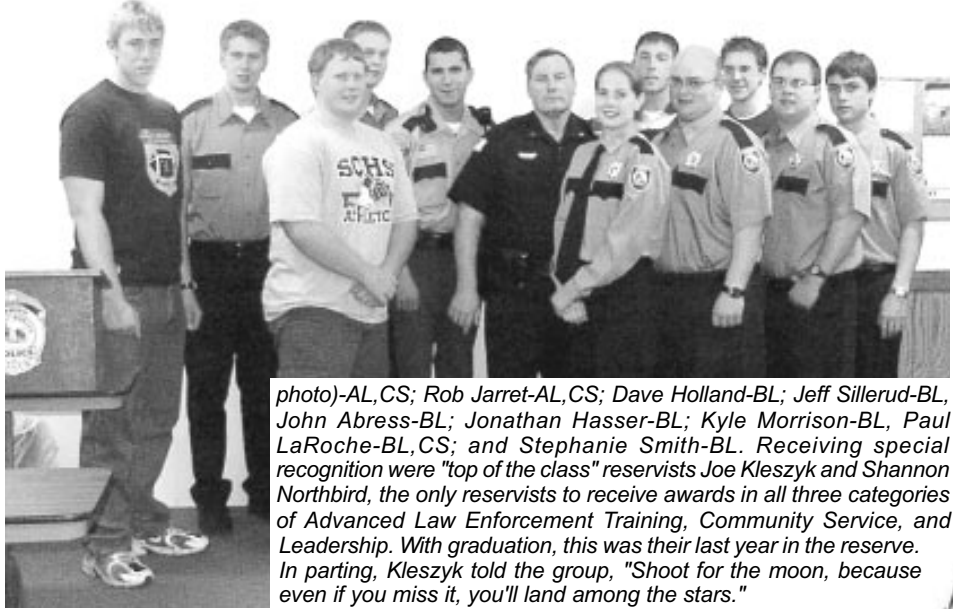 SCHS
photo)-AL,CS; Rob Jarret-AL,CS; Dave Holland-BL; Jeff Sillerud-BL,
John Abress-BL; Jonathan Hasser-BL; Kyle Morrison-BL, Paul
LaRoche-BL,CS; and Stephanie Smith-BL. Receiving special
recognition were "top of the class" reservists Joe Kleszyk and Shannon
Northbird, the only reservists to receive awards in all three categories
of Advanced Law Enforcement Training, Community Service, and
Leadership. With graduation, this was their last year in the reserve.
In parting, Kleszyk told the group, "Shoot for the moon, because
even if you miss it, you'll land among the stars."